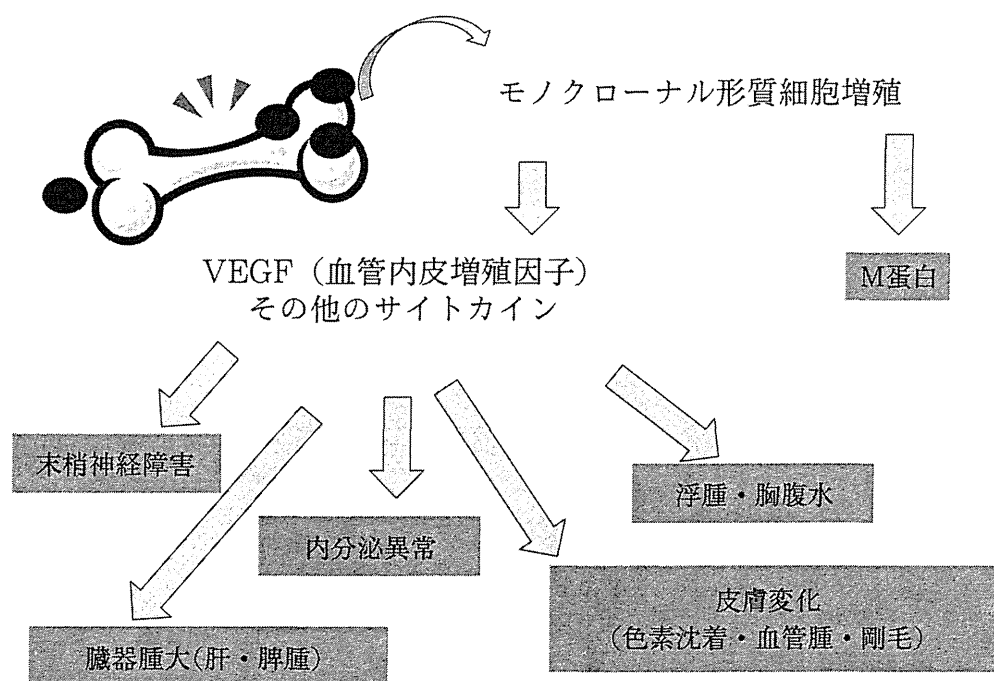 モノクローナル形質細胞増殖
VEGF（血管内皮増殖因子）
その他のサイトカイン
M蛋白
末梢神経障害
浮腫・胸腹水
内分泌異常
皮膚変化
（色素沈着・血管腫・剛毛）
臓器腫大(肝・脾腫)